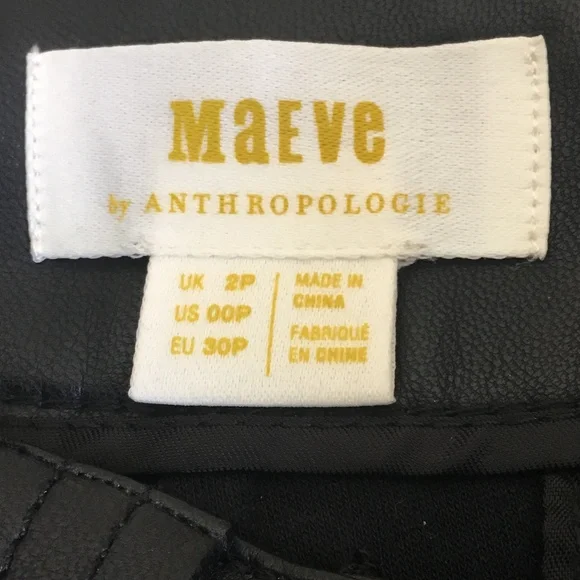 MaEVe
by ANTHROPOLOGIE
UK 2P
US 00P
EU 30P
MADE IN
CHINA
FABRIQUÉ
EN CHINE